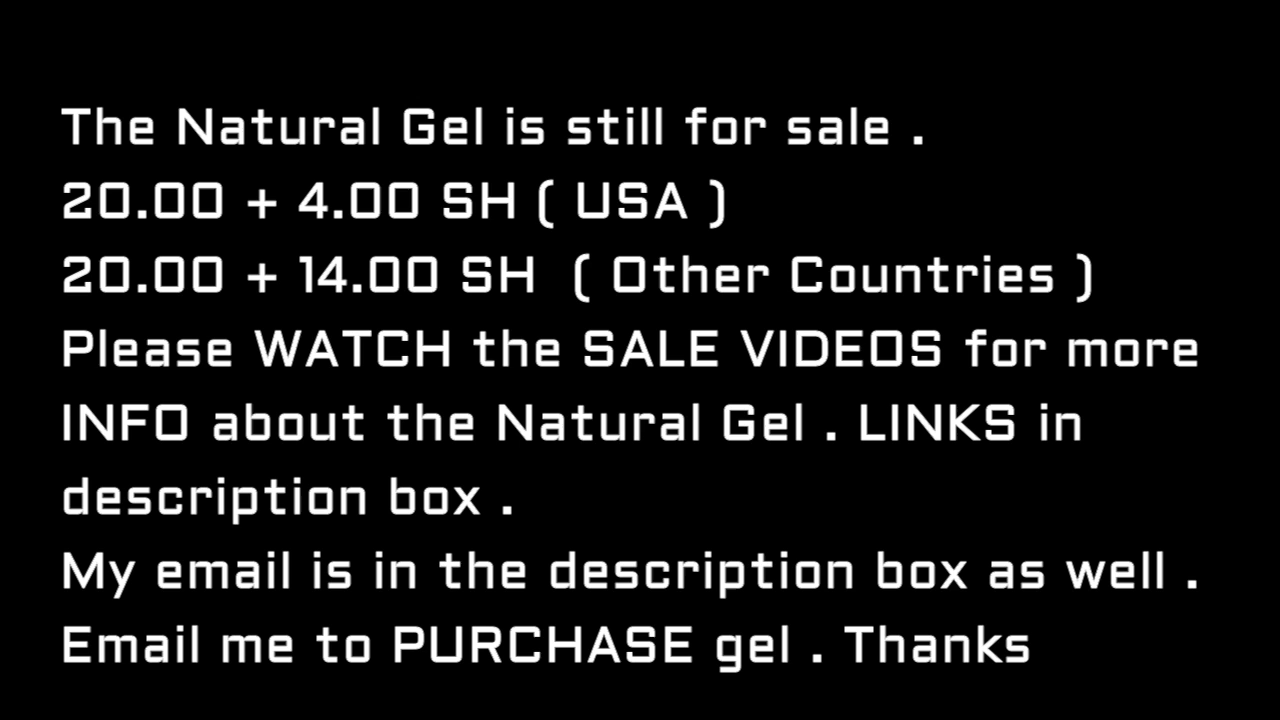 The Natural Gel is still for sale .
20.00 + 4.00 SH ( USA )
20.00 + 14.00 SH ( Other Countries )
Please WATCH the SALE VIDEOS for more
INFO about the Natural Gel . LINKS in
description box .
My email is in the description box as well .
Email me to PURCHASE gel . Thanks